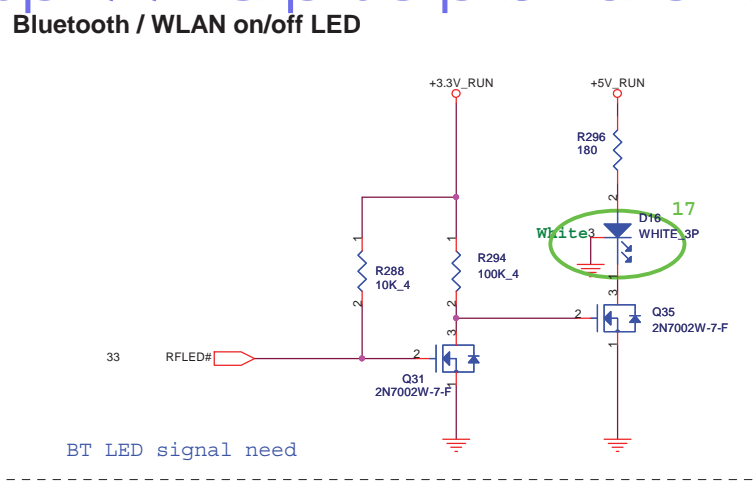 Bluetooth / WLAN on/off LED
+3.3V_RUN
+5V_RUN
R296
180
2
17
D16
White
3
WHITE_3P
1
1
R288
10K_4
R294
100K_4
1
2
2
3
3
2
Q35
2N7002W-7-F
1
33
RFLED#
2
Q31
2N7002W-7-F
1
BT LED signal need